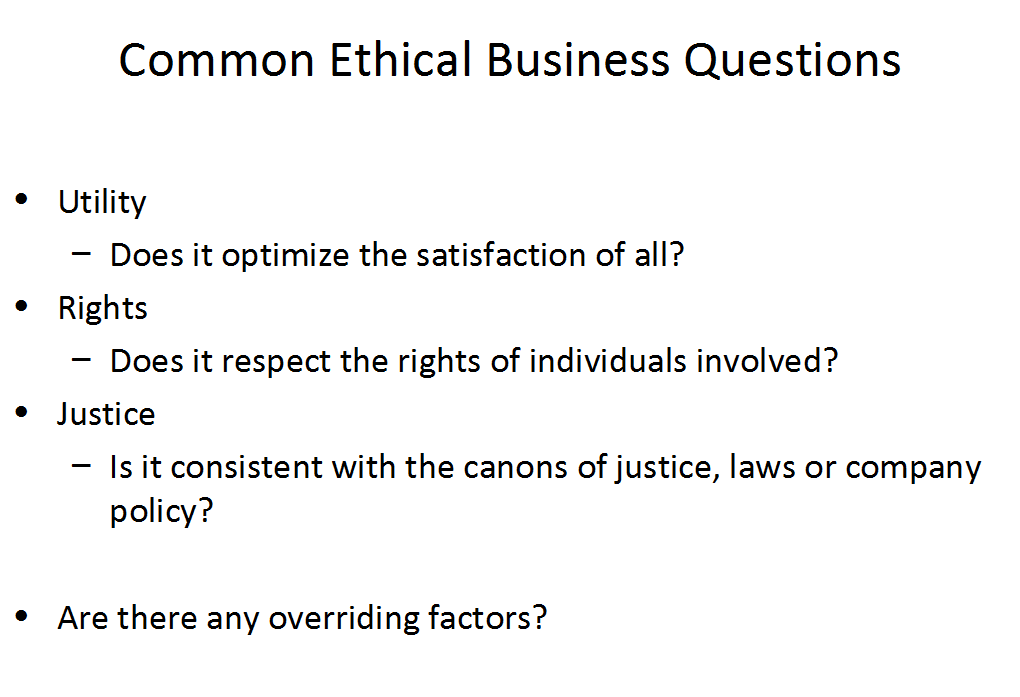 Common Ethical Business Questions
• Utility
– Does it optimize the satisfaction of all?
• Rights
– Does it respect the rights of individuals involved?
• Justice
– Is it consistent with the canons of justice, laws or company
policy?
• Are there any overriding factors?